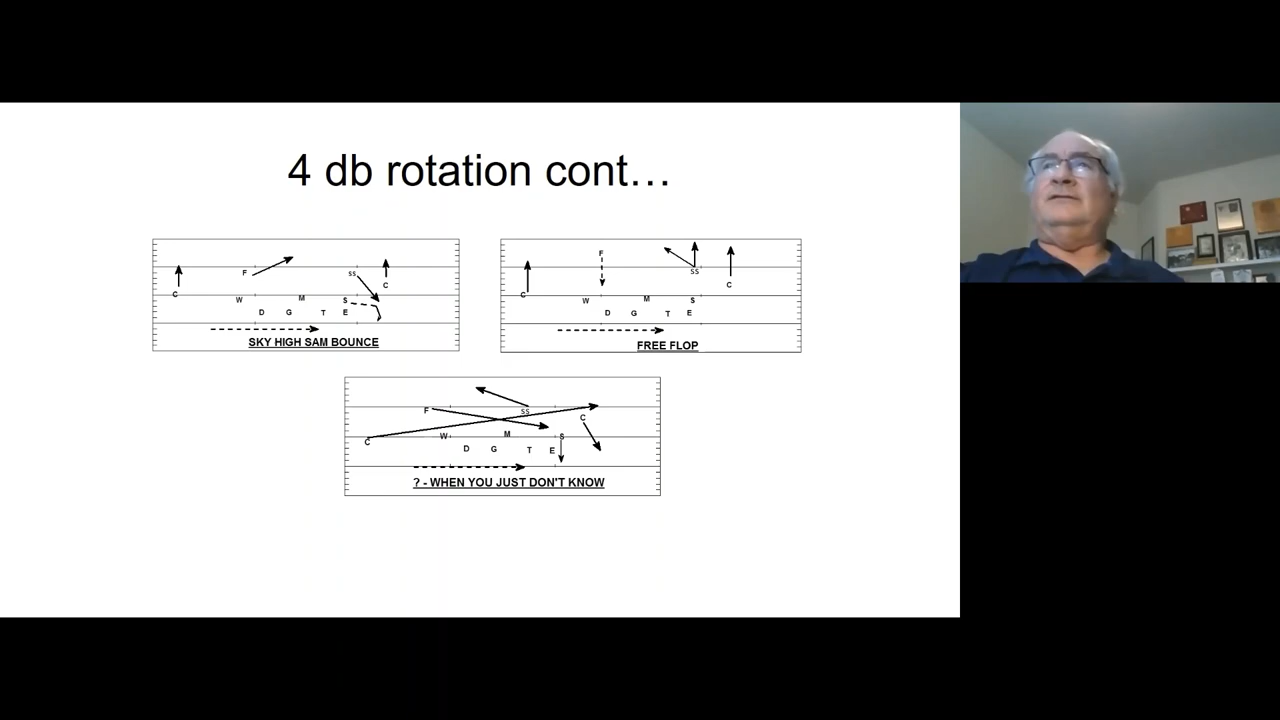 4 db rotation cont…
F
ss
C
C
W
M
S
D G T E
SKY HIGH SAM BOUNCE
F
ss
C
C
W
M
S
D G T E
FREE FLOP
F
ss
C
C
W
M
S
D G T E
? - WHEN YOU JUST DON'T KNOW